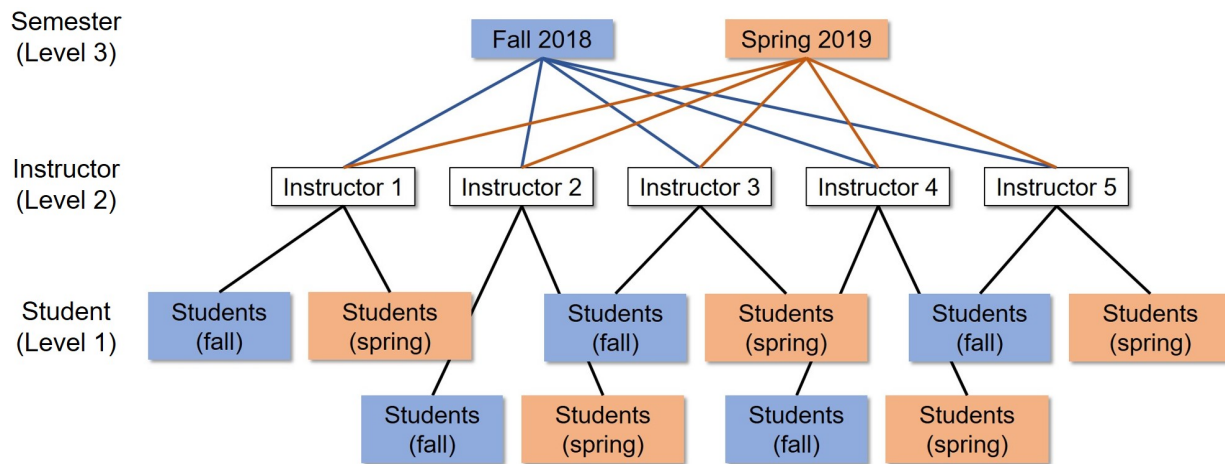 Semester
(Level 3)
Fall 2018
Spring 2019
Instructor
(Level 2)
Instructor 1
Instructor 2
Instructor 3
Instructor 4
Instructor 5
Student
(Level 1)
Students
(fall)
Students
(spring)
Students
(fall)
Students
(spring)
Students
(fall)
Students
(spring)
Students
(fall)
Students
(spring)
Students
(fall)
Students
(spring)